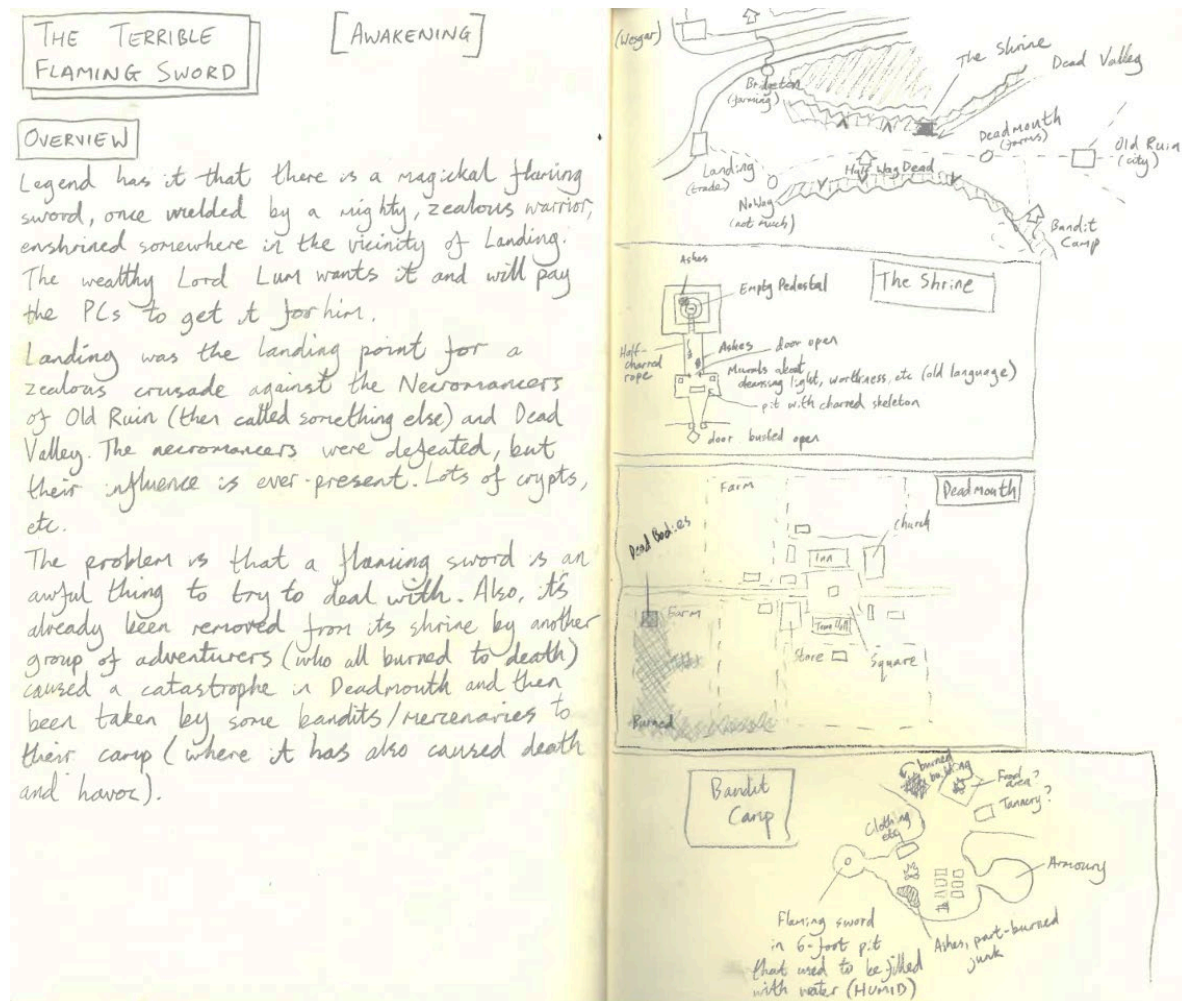 THE TERRIBLE
FLAMING SWORD
[AWAKENING]
OVERVIEW
Legend has it that there is a magickal flaming
sword, once wielded by a mighty, zealous warrior,
enshrined somewhere in the vicinity of Landing.
The wealthy Lord Lum wants it and will pay
the PCs to get it for him.
Landing was the landing point for a
zealous crusade against the Necromancers
of Old Ruin (then called something else) and Dead
Valley. The necromancers were defeated, but
their influence is ever-present. Lots of crypts,
etc.
The problem is that a flaming sword is an
awful thing to try to deal with. Also, it's
already been removed from its shrine by another
group of adventurers (who all burned to death)
caused a catastrophe in Deadmouth and then
been taken by some bandits/mercenaries to
their camp (where it has also caused death
and havoc).
(Wesgar)
The Shrine
Dead Valley
Bridgeton
(farming)
Deadmouth
(farms)
Old Ruin
(city)
Landing
(trade)
Half-Way Dead
NoWay
(not much)
Bandit
Camp
The Shrine
Ashes
Empty Pedestal
Half-
charred
rope
Ashes
door open
Murals about
cleansing light, worthiness, etc (old language)
pit with charred skeleton
door busted open
Deadmouth
Farm
Church
Dead Bodies
Inn
Farm
Town Hall
Store
Square
Burned
Bandit
Camp
burned
building
Food
area?
Tannery?
Clothing
etc
Armoury
Flaming sword
in 6-foot pit
that used to be filled
with water (HUMID)
Ashes, part-burned
junk